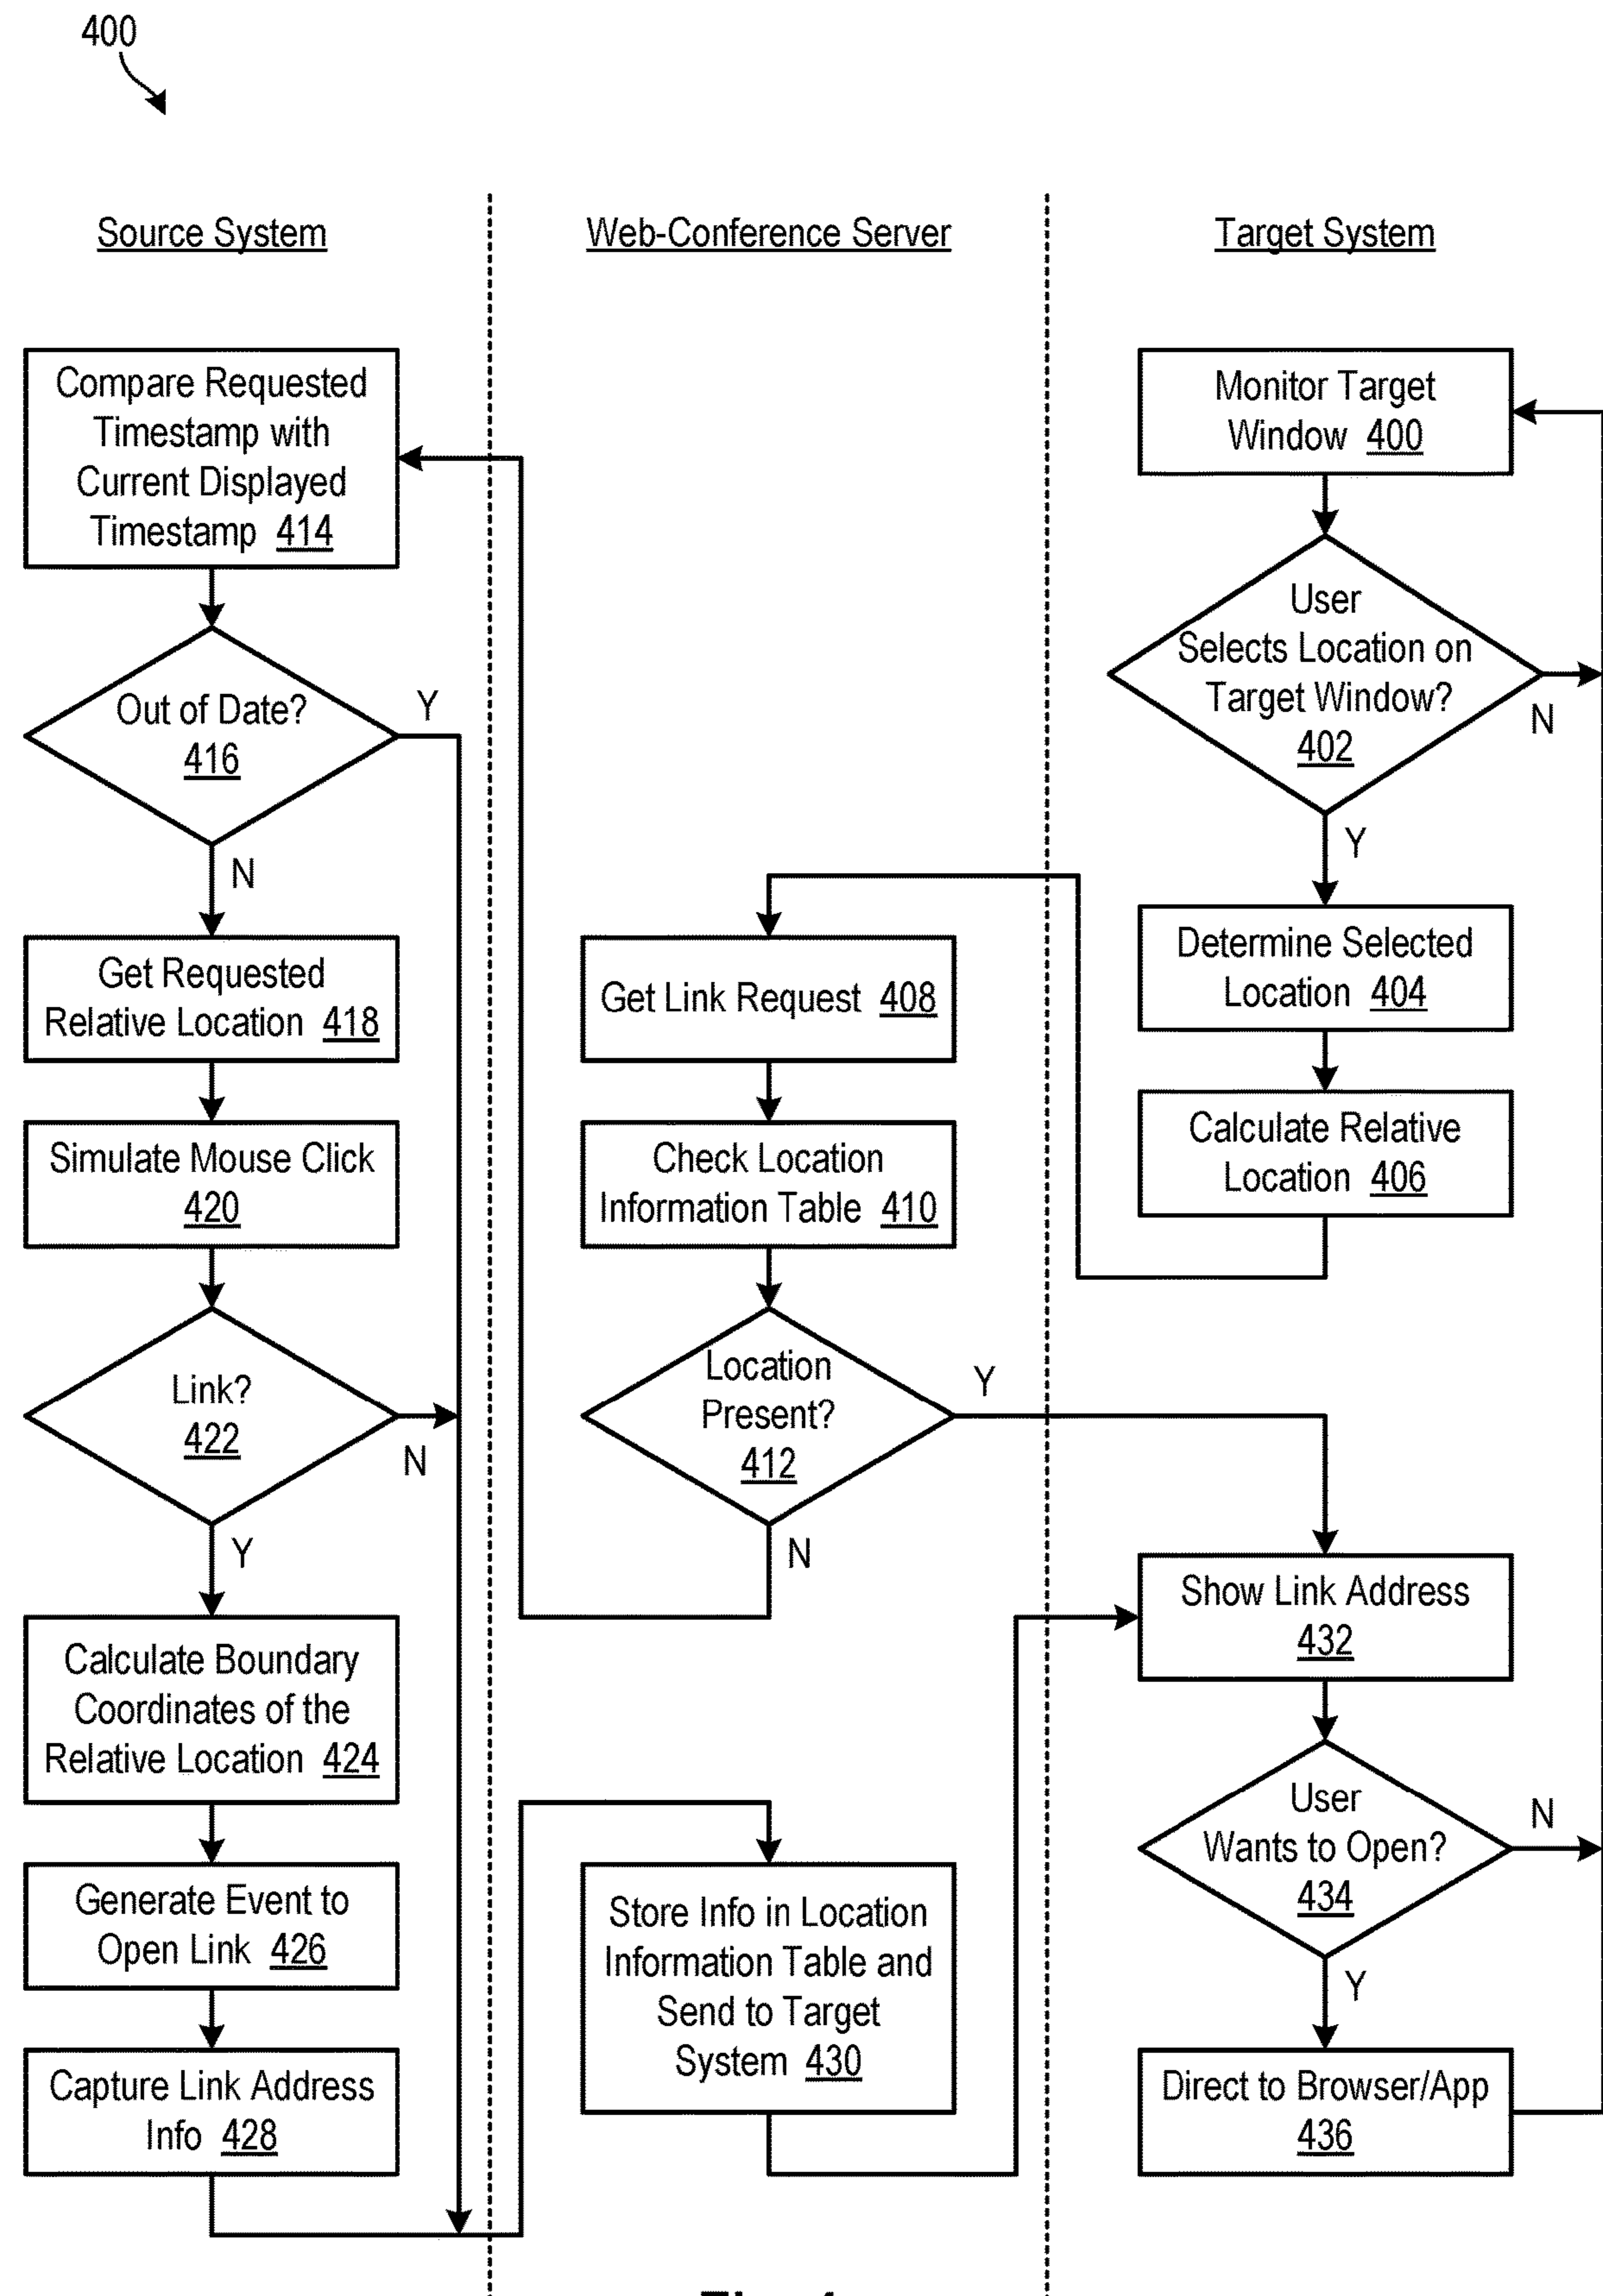 400
Source System
Compare Requested
Timestamp with
Current Displayed
Timestamp 414
Out of Date?
416
Y
N
Get Requested
Relative Location 418
Simulate Mouse Click
420
Link?
422
N
Y
Calculate Boundary
Coordinates of the
Relative Location 424
Generate Event to
Open Link 426
Capture Link Address
Info 428
Web-Conference Server
Get Link Request 408
Check Location
Information Table 410
Location
Present?
412
Y
N
Store Info in Location
Information Table and
Send to Target
System 430
Target System
Monitor Target
Window 400
User
Selects Location on
Target Window?
402
N
Y
Determine Selected
Location 404
Calculate Relative
Location 406
Show Link Address
432
User
Wants to Open?
434
N
Y
Direct to Browser/App
436